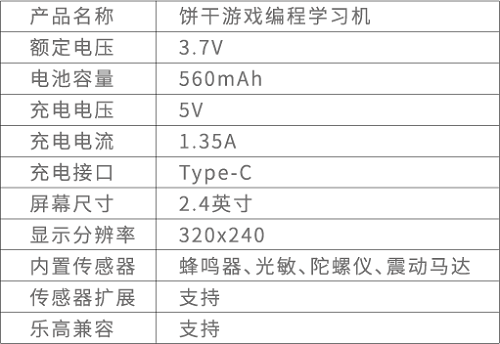 产品名称 饼干游戏编程学习机
额定电压 3.7V
电池容量 560mAh
充电电压 5V
充电电流 1.35A
充电接口 Type-C
屏幕尺寸 2.4英寸
显示分辨率 320x240
内置传感器 蜂鸣器、光敏、陀螺仪、震动马达
传感器扩展 支持
乐高兼容 支持